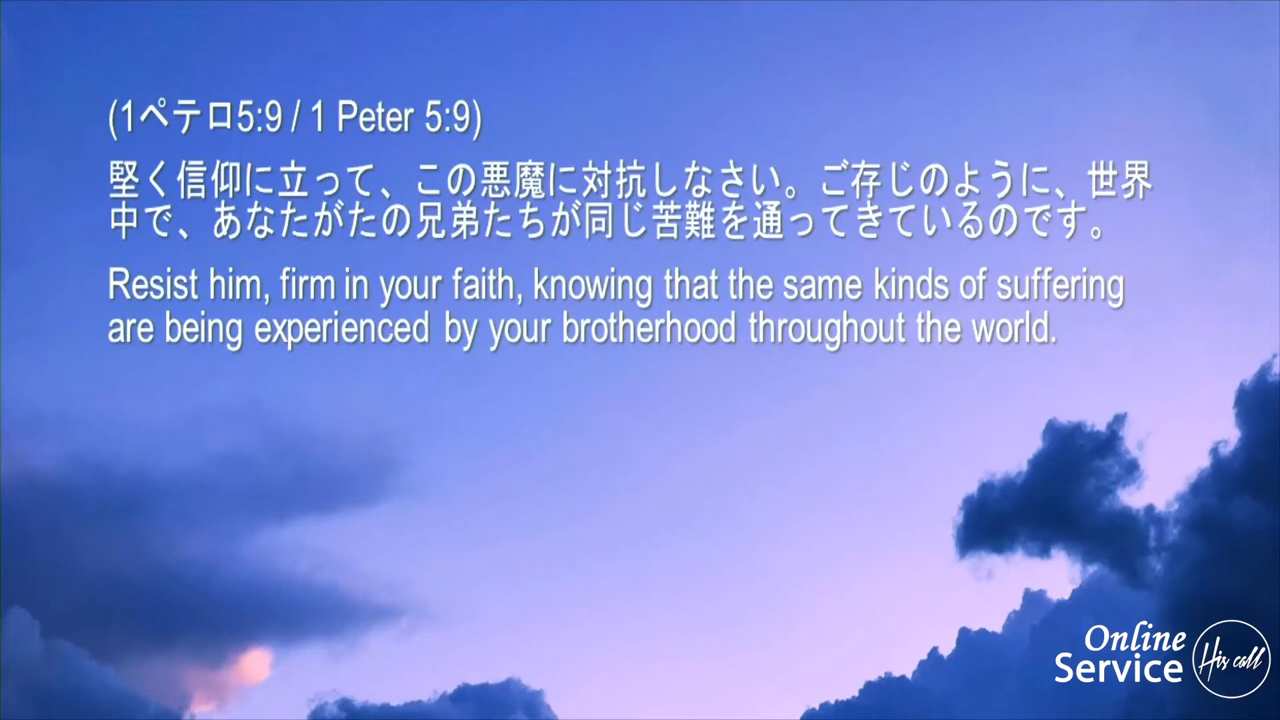 (1ペテロ5:9 / 1 Peter 5:9)
堅く信仰に立って、この悪魔に対抗しなさい。ご存じのように、世界
中で、あなたがたの兄弟たちが同じ苦難を通ってきているのです。
Resist him, firm in your faith, knowing that the same kinds of suffering
are being experienced by your brotherhood throughout the world.
Online
Service
His call